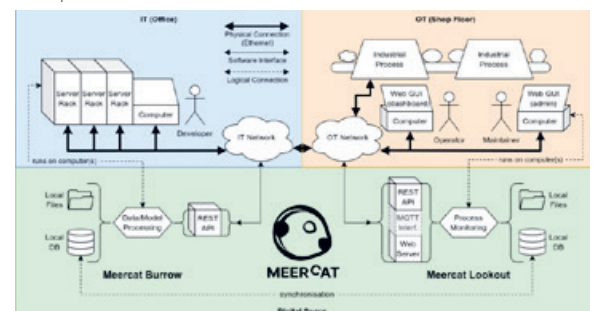 IT (Office)
OT (Shop Floor)
Physical Connection
(Ethernet)
Software Interface
Logical Connection
Industrial
Process
Industrial
Process
Server
Rack
Server
Rack
Server
Rack
Computer
Developer
Web GUI
(dashboard)
Computer
Operator
Maintainer
Web GUI
(admin)
Computer
IT Network
OT Network
runs on computer(s)
runs on computer(s)
Local
Files
Local
DB
Data/Model
Processing
REST
API
MEERCAT
REST
API
MQTT
Interf.
Web
Server
Process
Monitoring
Local
Files
Local
DB
Meercat Burrow
Meercat Lookout
synchronisation